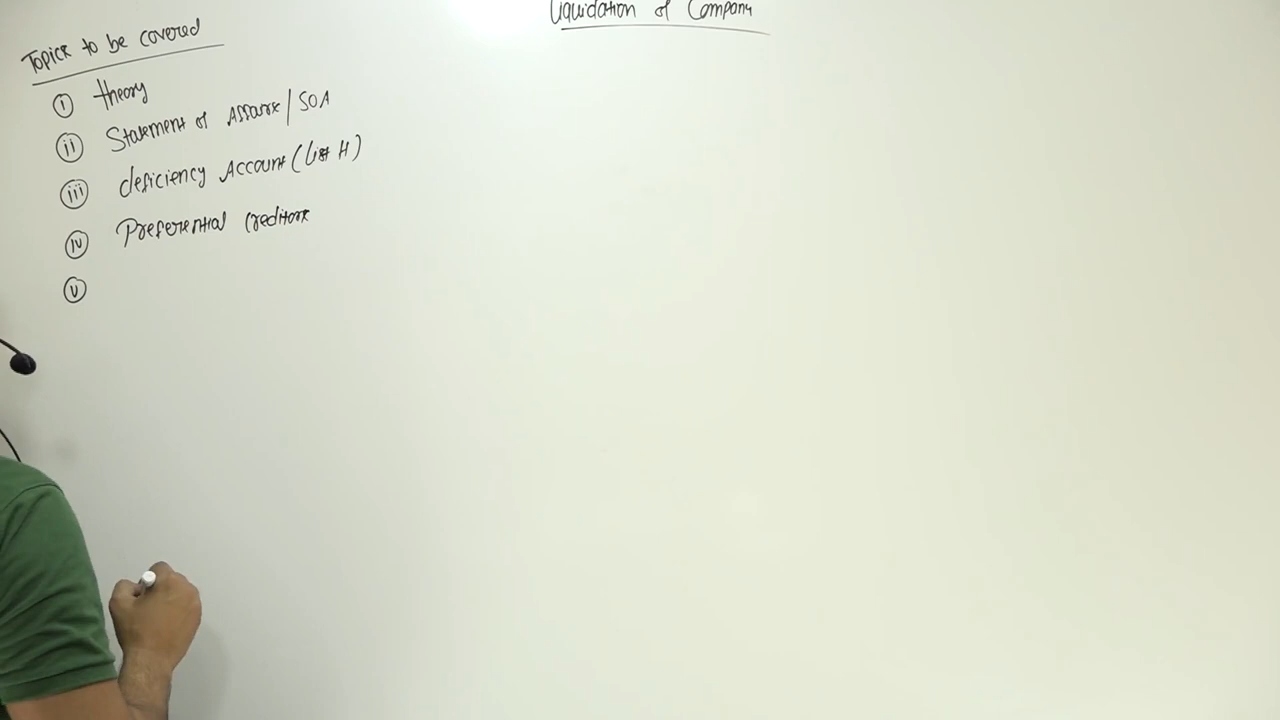 Liquidation of Company
Topics to be covered
(i) theory
(ii) Statement of Affairs / SOA
(iii) deficiency Account (List H)
(iv) Preferential Creditors
(v)